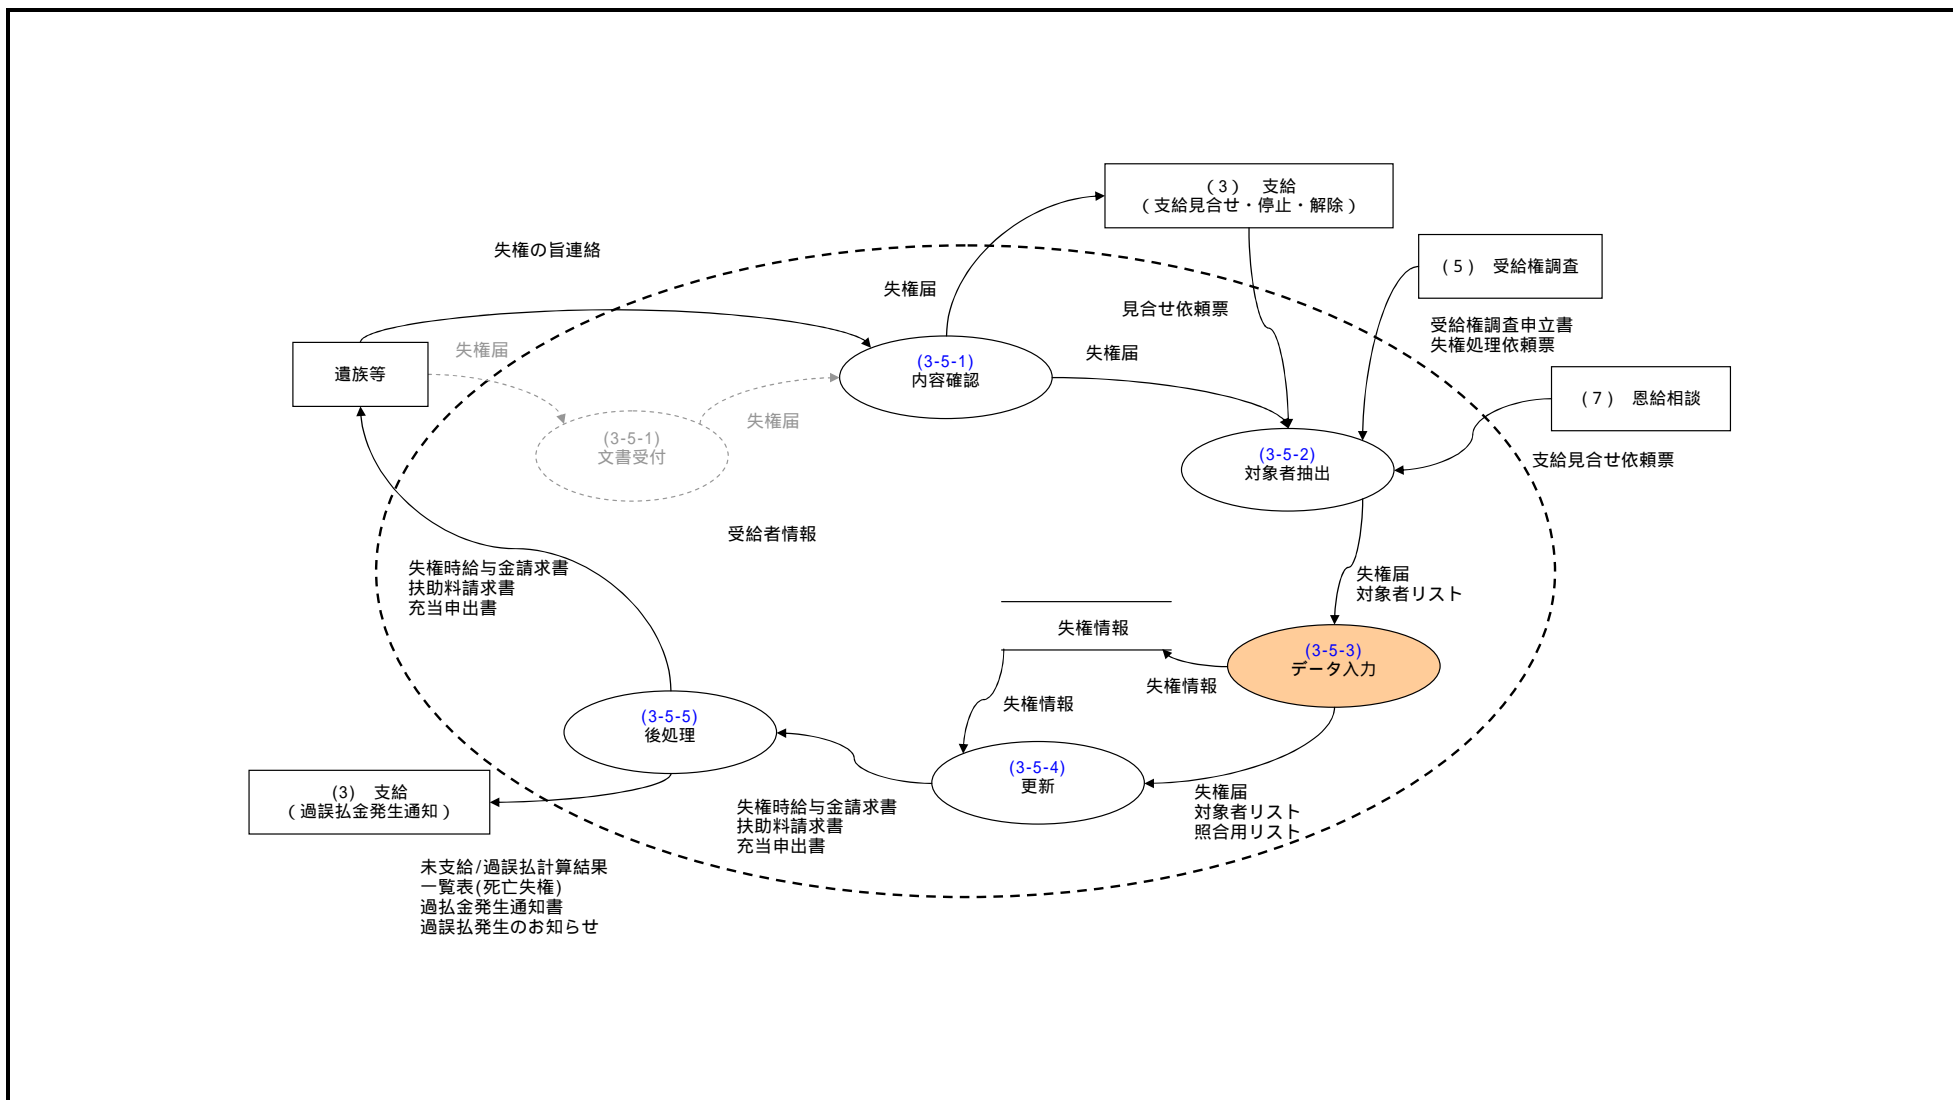 （３）　支給
（支給見合せ・停止・解除）
失権の旨連絡
（５）　受給権調査
失権届
見合せ依頼票
受給権調査申立書
失権処理依頼票
失権届
失権届
(3-5-1)
内容確認
遺族等
（７）　恩給相談
失権届
(3-5-1)
文書受付
(3-5-2)
対象者抽出
支給見合せ依頼票
受給者情報
失権時給与金請求書
扶助料請求書
充当申出書
失権届
対象者リスト
失権情報
(3-5-3)
データ入力
失権情報
失権情報
(3-5-5)
後処理
(3-5-4)
更新
(3)　支給
（過誤払金発生通知）
失権時給与金請求書
扶助料請求書
充当申出書
失権届
対象者リスト
照合用リスト
未支給/過誤払計算結果
一覧表(死亡失権)
過払金発生通知書
過誤払発生のお知らせ